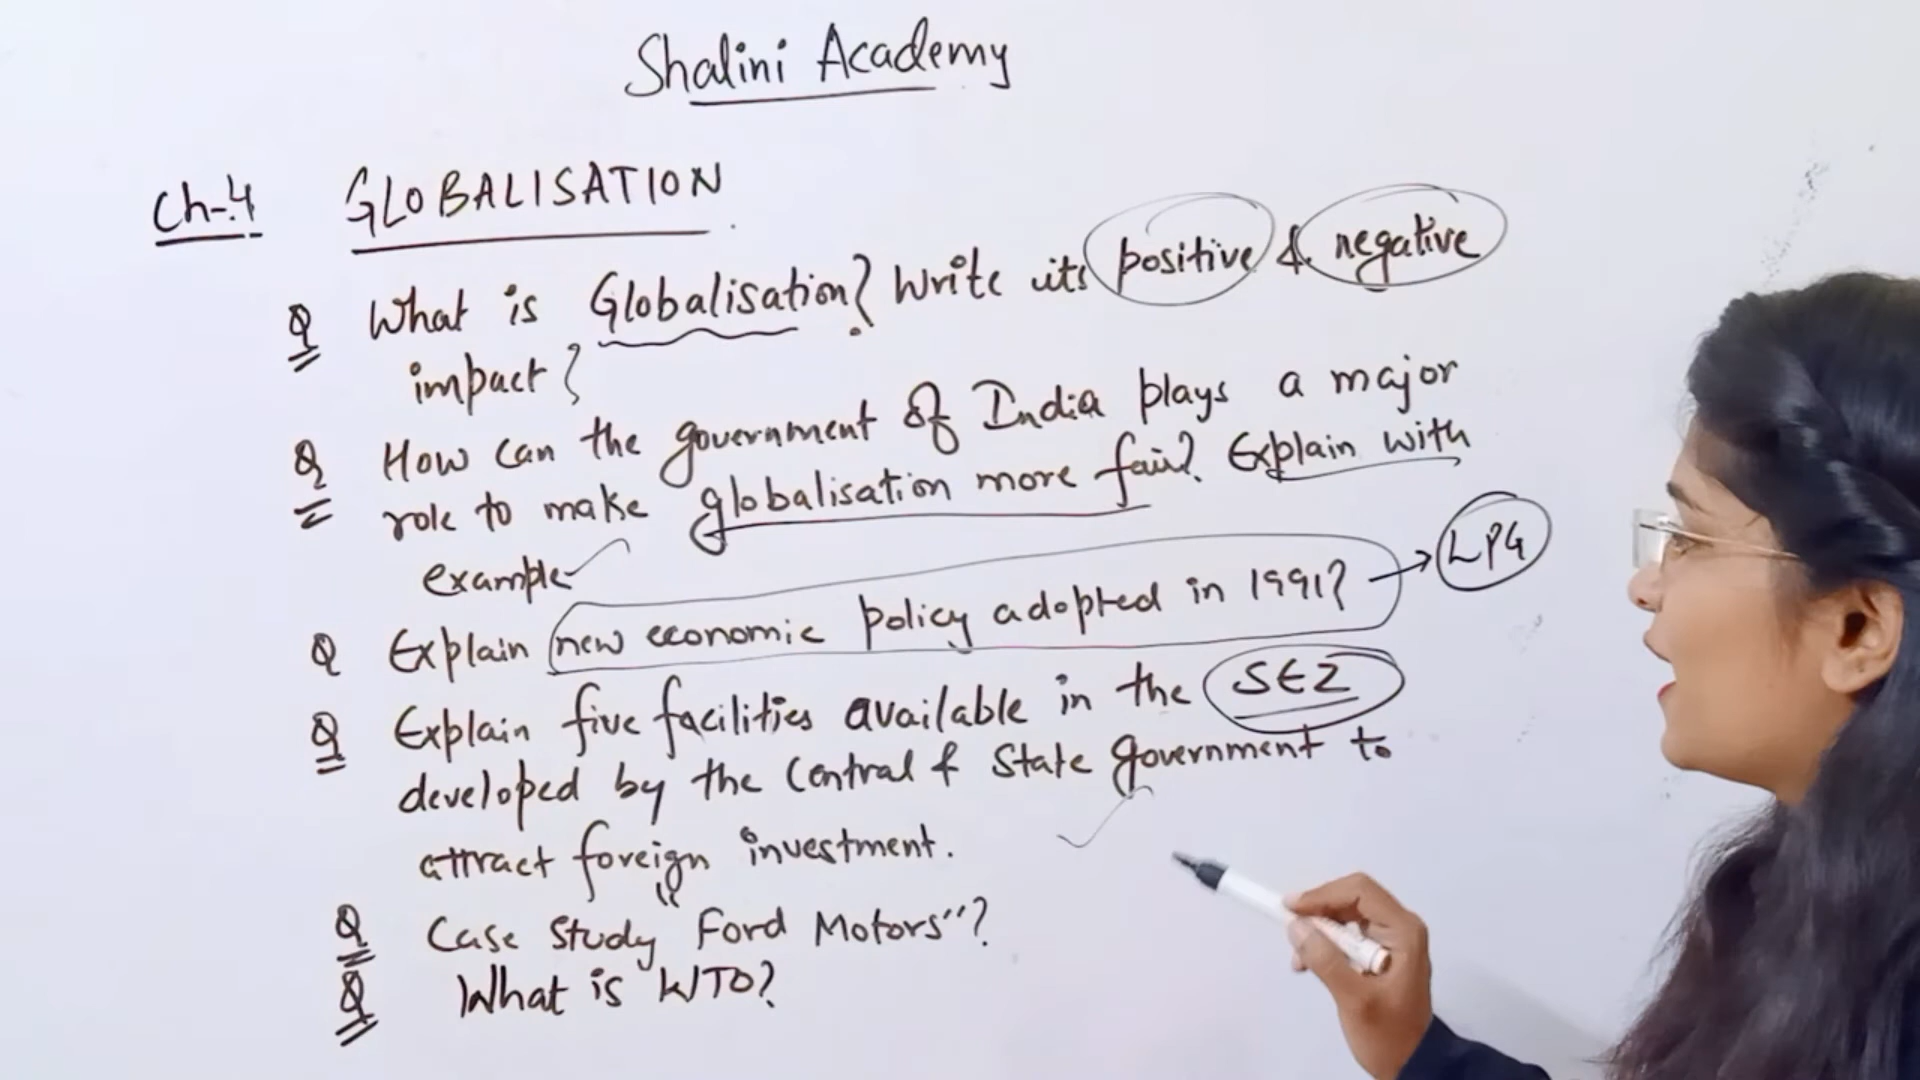 Shalini Academy
Ch-4 GLOBALISATION
Q What is Globalisation? Write its positive & negative
impact?
Q How can the government of India plays a major
role to make globalisation more fair? Explain with
example
Q Explain new economic policy adopted in 1991? → LPG
Q Explain five facilities available in the SEZ
developed by the Central & State government to
attract foreign investment.
Q Case Study "Ford Motors"?
Q What is WTO?